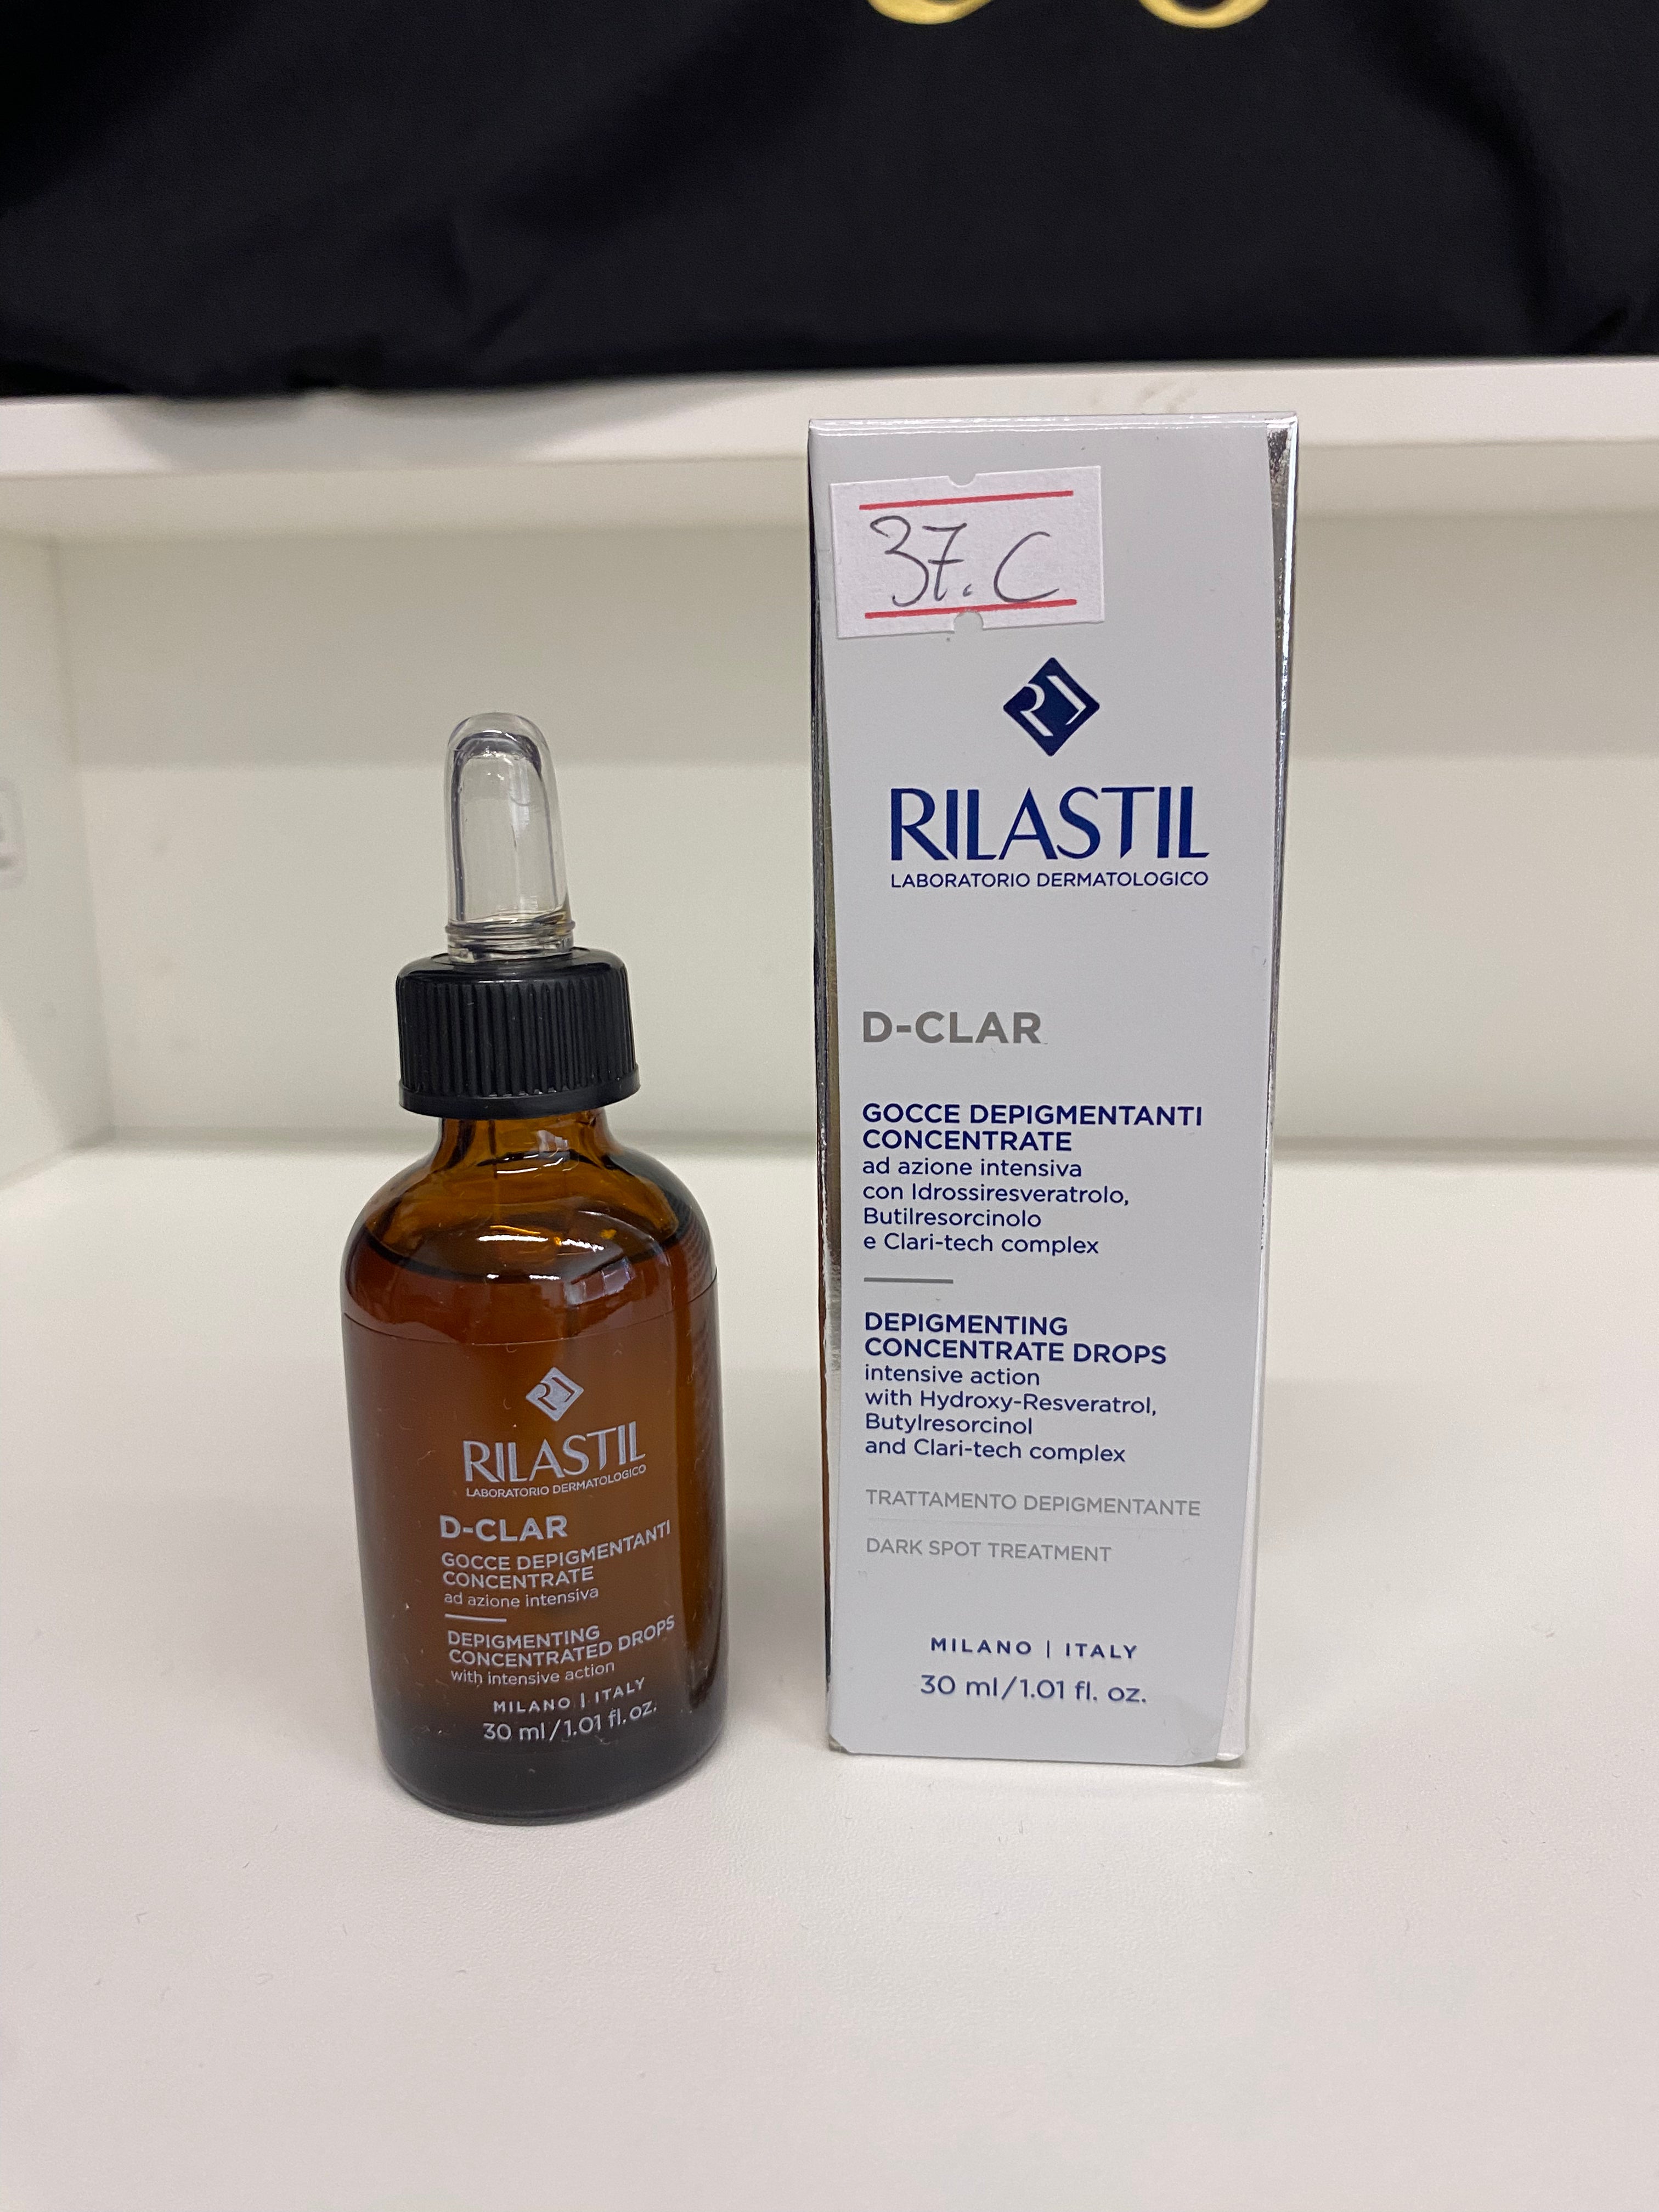 RILASTIL
LABORATORIO DERMATOLOGICO
D-CLAR
GOCCE DEPIGMENTANTI
CONCENTRATE
ad azione intensiva
DEPIGMENTING
CONCENTRATED DROPS
with intensive action
MILANO | ITALY
30 ml/1.01 fl. oz.
37.C
RILASTIL
LABORATORIO DERMATOLOGICO
D-CLAR
GOCCE DEPIGMENTANTI
CONCENTRATE
ad azione intensiva
con Idrossiresveratrolo,
Butilresorcinolo
e Clari-tech complex
DEPIGMENTING
CONCENTRATE DROPS
intensive action
with Hydroxy-Resveratrol,
Butylresorcinol
and Clari-tech complex
TRATTAMENTO DEPIGMENTANTE
DARK SPOT TREATMENT
MILANO | ITALY
30 ml/1.01 fl. oz.